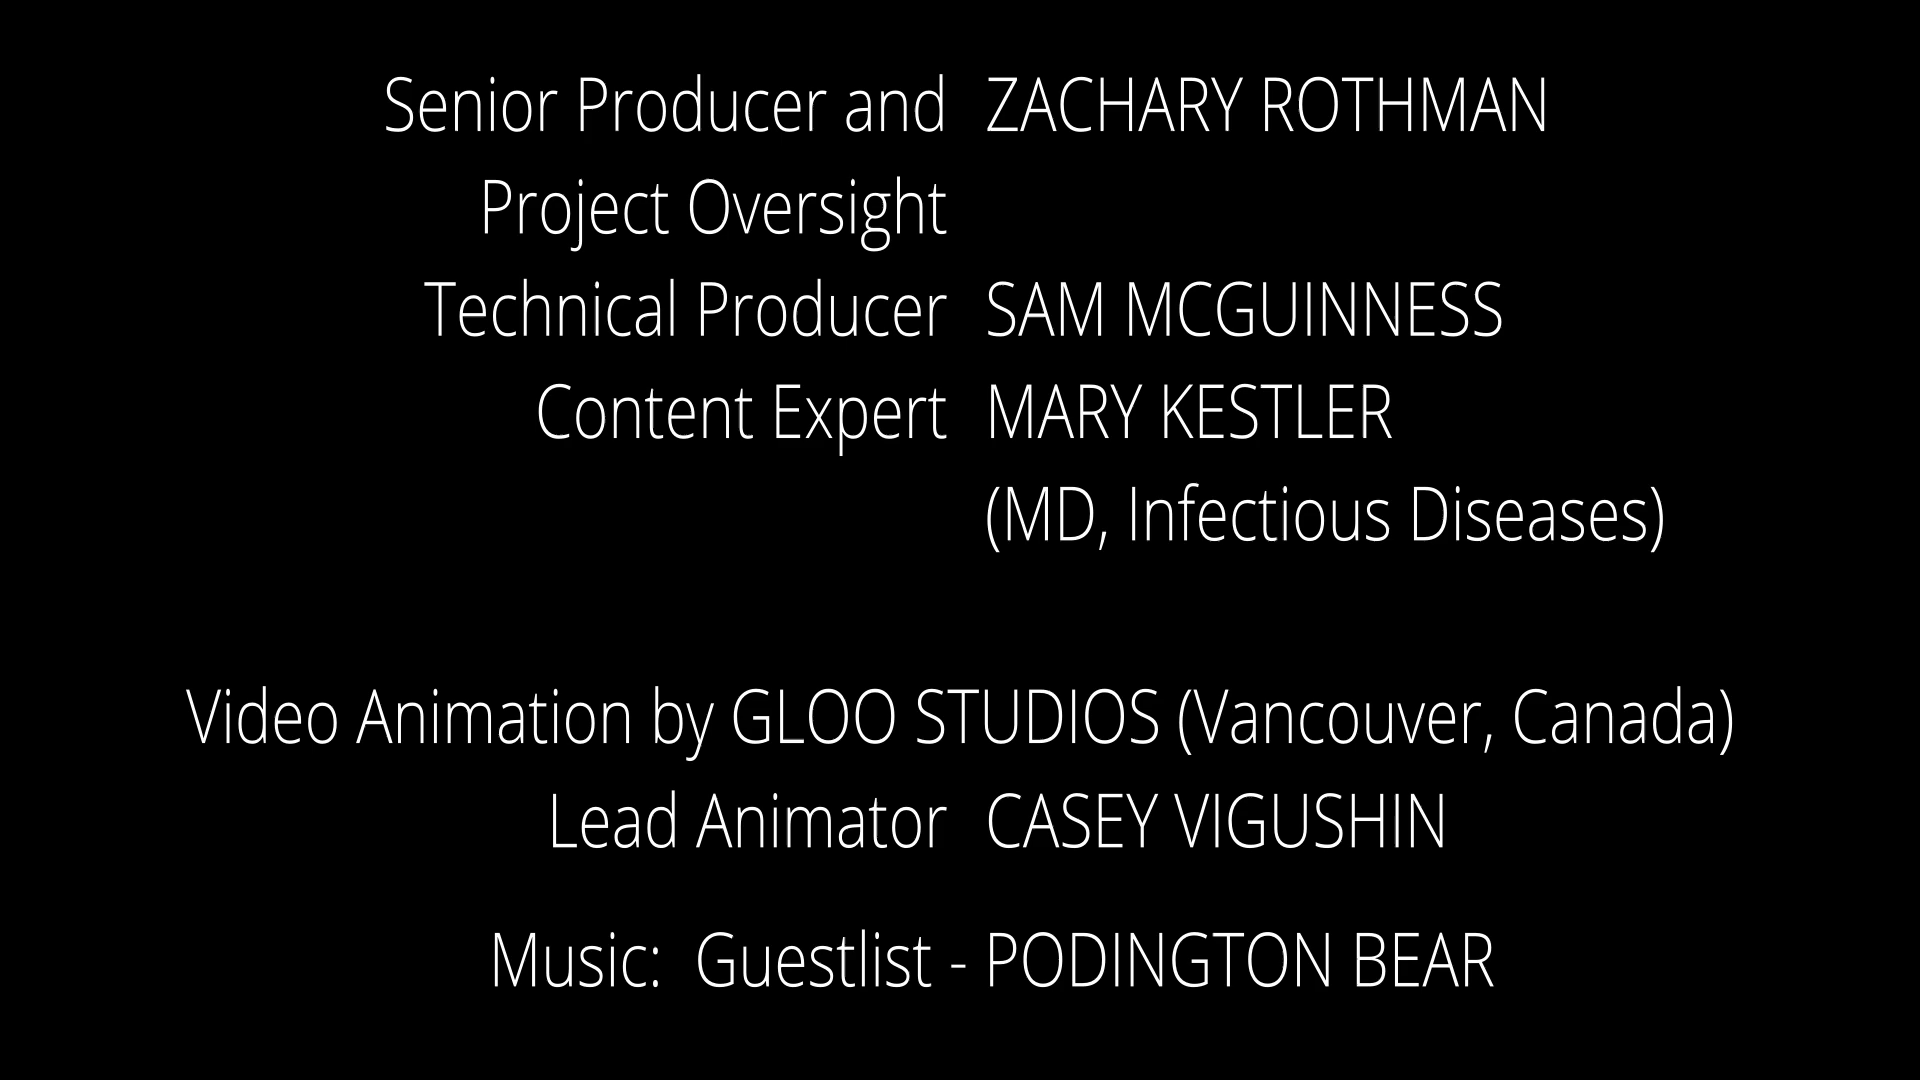 Senior Producer and ZACHARY ROTHMAN
Project Oversight
Technical Producer SAM MCGUINNESS
Content Expert MARY KESTLER
(MD, Infectious Diseases)
Video Animation by GLOO STUDIOS (Vancouver, Canada)
Lead Animator CASEY VIGUSHIN
Music: Guestlist - PODINGTON BEAR